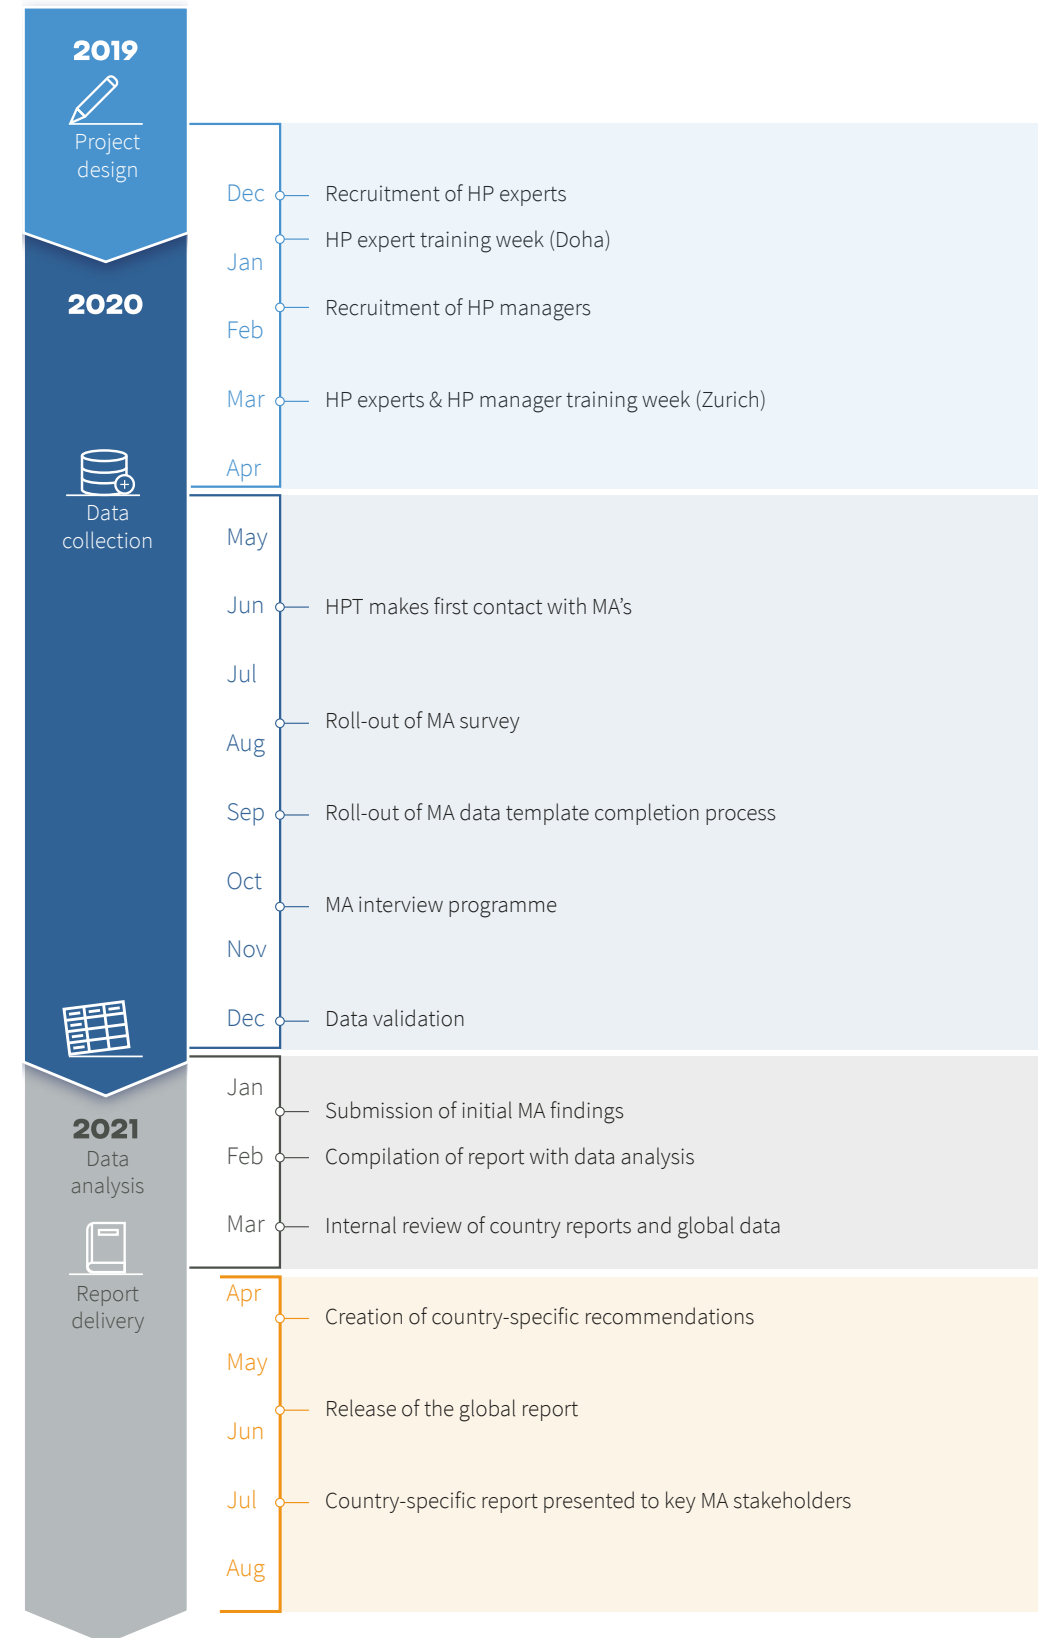 2019
Project
design
Dec
Recruitment of HP experts
HP expert training week (Doha)
Jan
2020
Recruitment of HP managers
Feb
Mar
HP experts & HP manager training week (Zurich)
Apr
Data
collection
May
Jun
HPT makes first contact with MA’s
Jul
Roll-out of MA survey
Aug
Sep
Roll-out of MA data template completion process
Oct
MA interview programme
Nov
Dec
Data validation
Jan
Submission of initial MA findings
2021
Data
analysis
Feb
Compilation of report with data analysis
Mar
Internal review of country reports and global data
Report
delivery
Apr
Creation of country-specific recommendations
May
Release of the global report
Jun
Jul
Country-specific report presented to key MA stakeholders
Aug